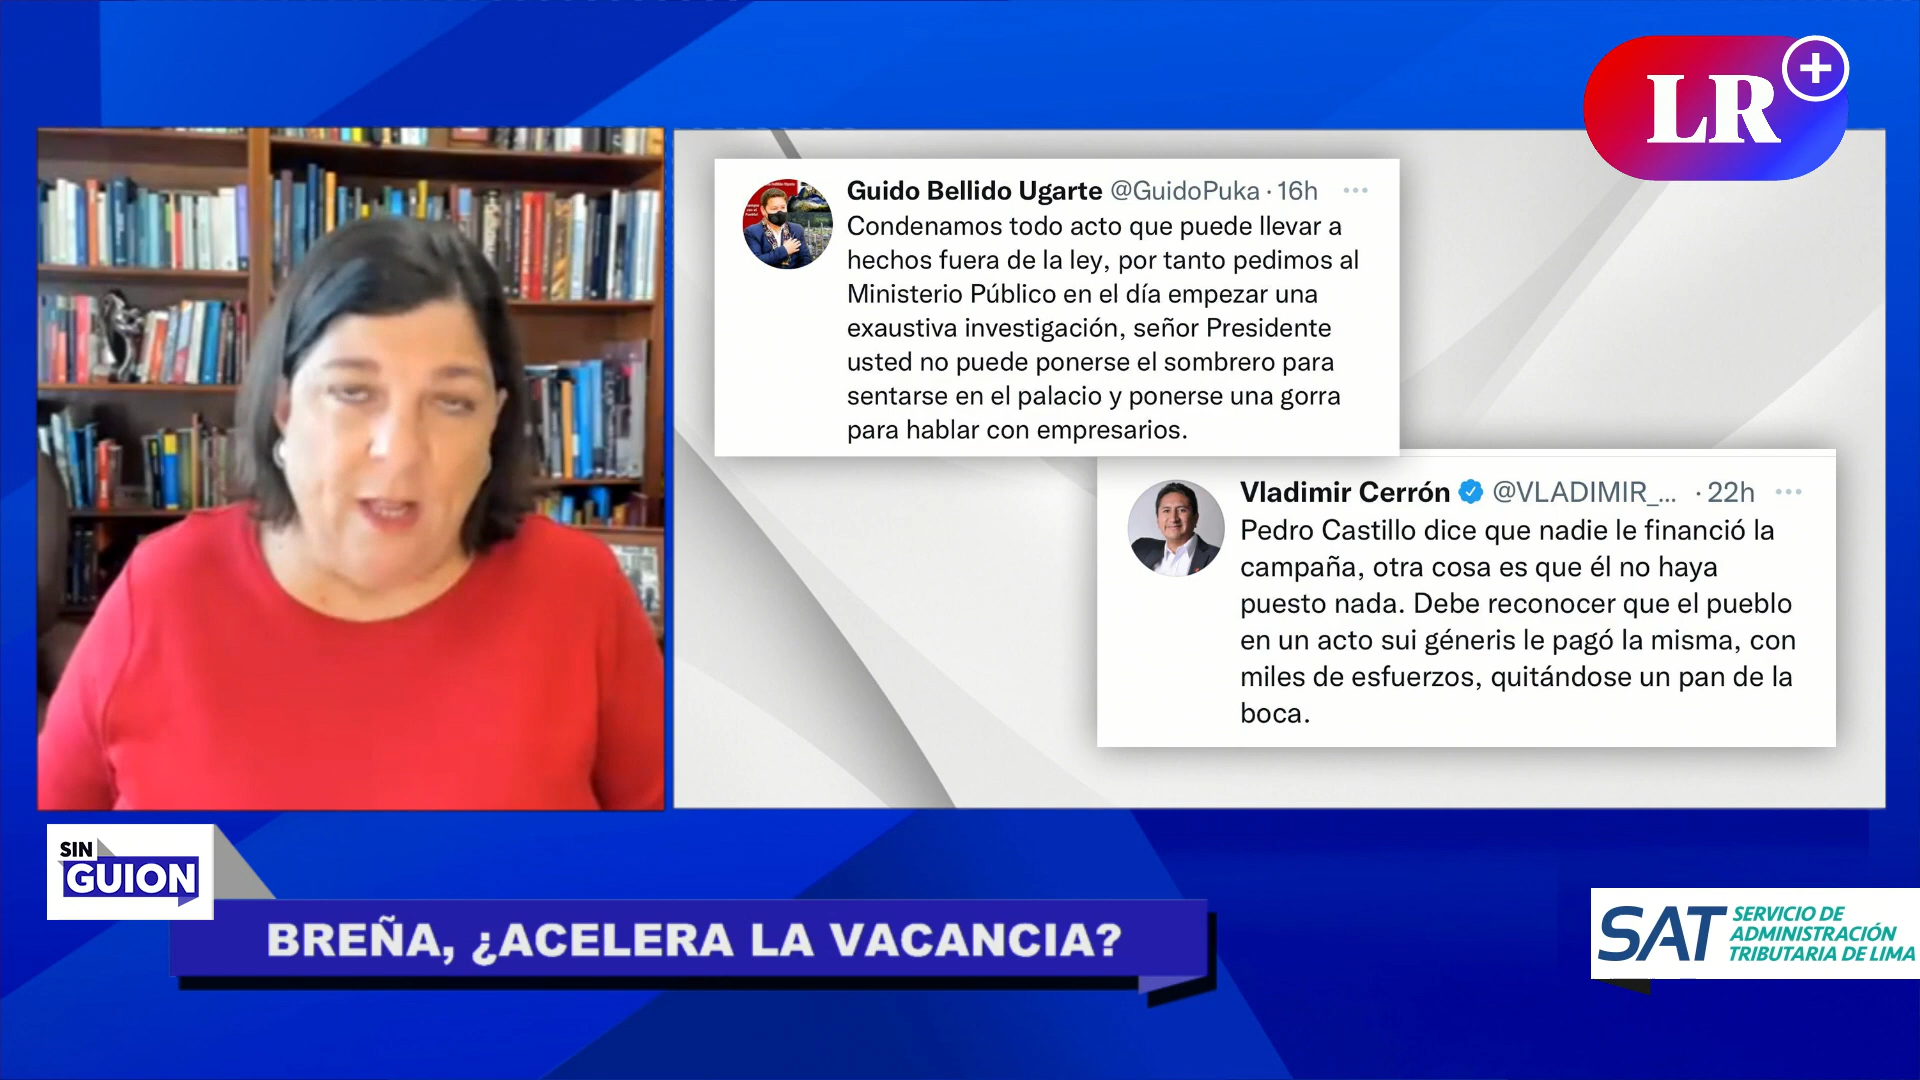 LR+
Guido Bellido Ugarte @GuidoPuka · 16h ···
Condenamos todo acto que puede llevar a
hechos fuera de la ley, por tanto pedimos al
Ministerio Público en el día empezar una
exaustiva investigación, señor Presidente
usted no puede ponerse el sombrero para
sentarse en el palacio y ponerse una gorra
para hablar con empresarios.
Vladimir Cerrón @VLADIMIR_... · 22h ···
Pedro Castillo dice que nadie le financió la
campaña, otra cosa es que él no haya
puesto nada. Debe reconocer que el pueblo
en un acto sui géneris le pagó la misma, con
miles de esfuerzos, quitándose un pan de la
boca.
SIN
GUION
BREÑA, ¿ACELERA LA VACANCIA?
SAT
SERVICIO DE
ADMINISTRACIÓN
TRIBUTARIA DE LIMA